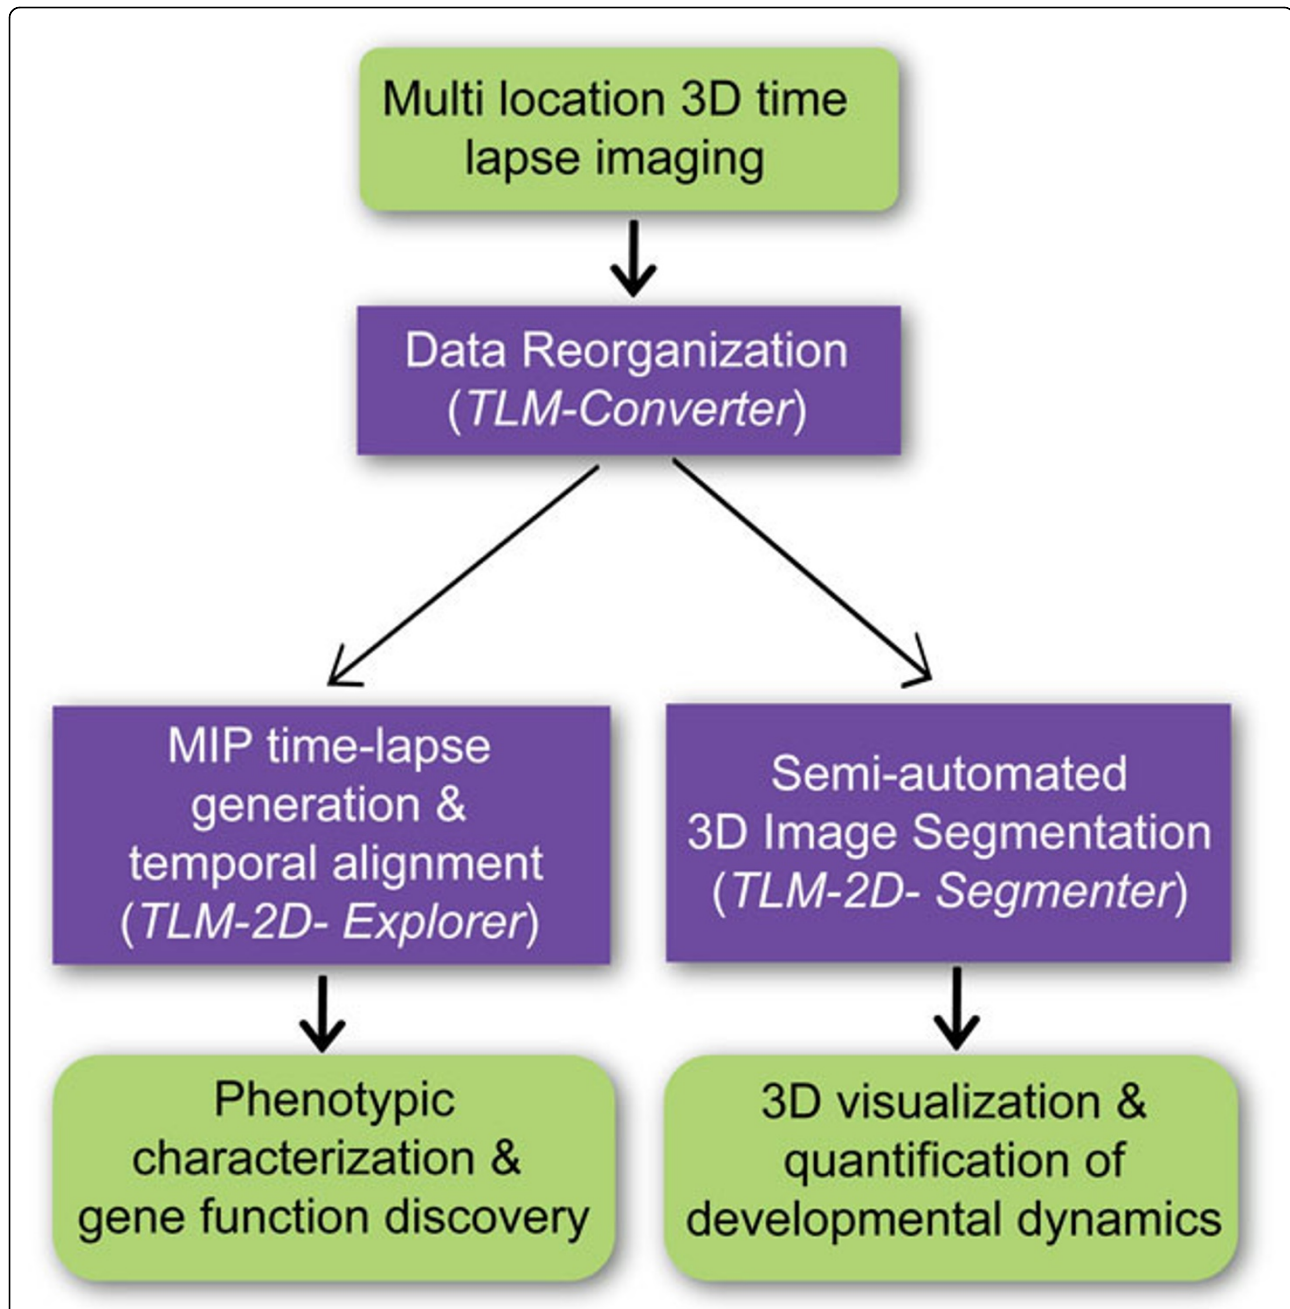 Multi location 3D time
lapse imaging
Data Reorganization
(TLM-Converter)
MIP time-lapse
generation &
temporal alignment
(TLM-2D- Explorer)
Semi-automated
3D Image Segmentation
(TLM-2D- Segmenter)
Phenotypic
characterization &
gene function discovery
3D visualization &
quantification of
developmental dynamics